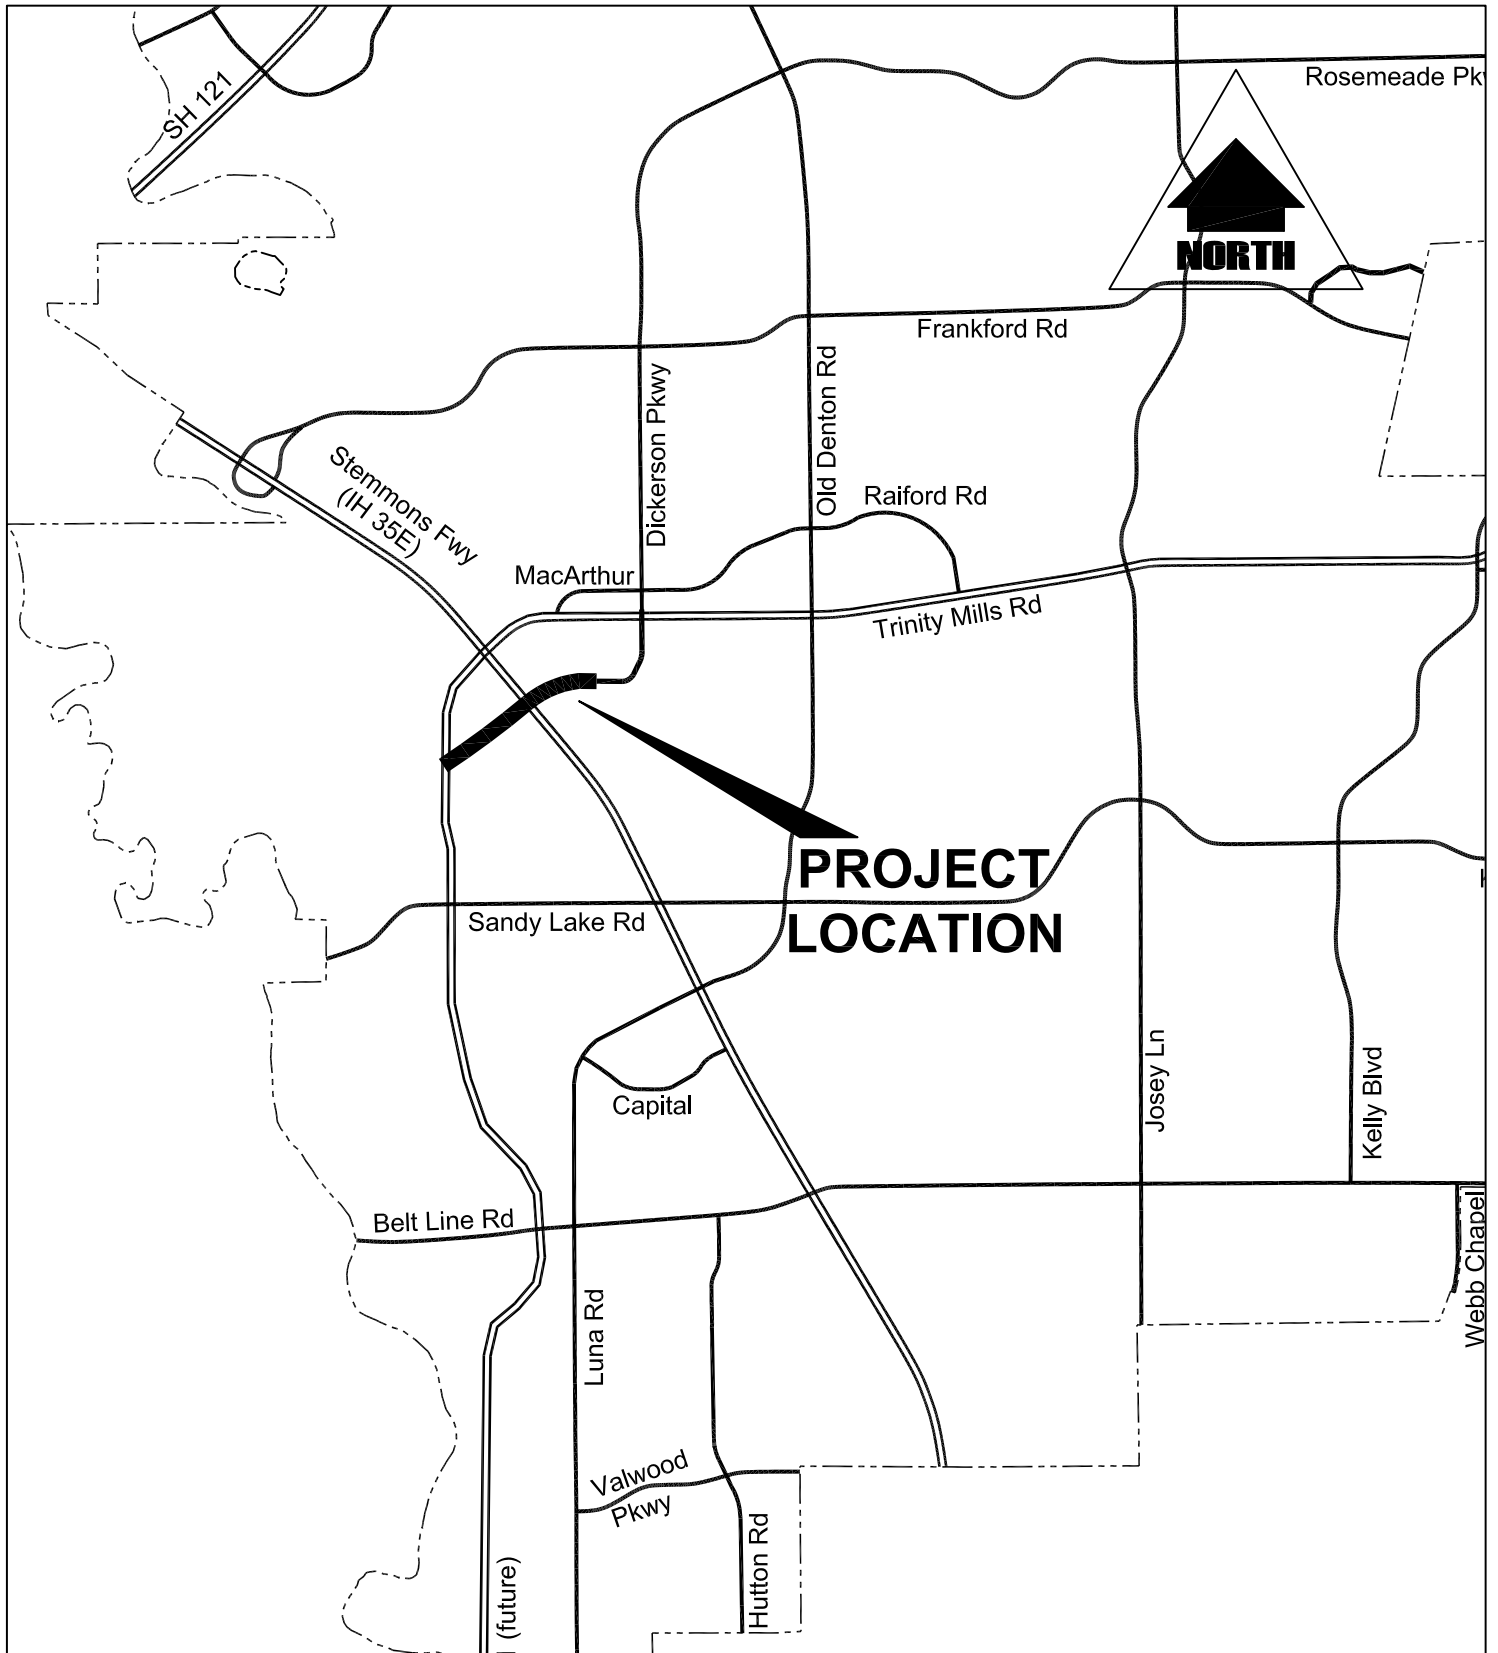 Rosemeade
SH 121
NORTH
Frankford Rd
Dickerson Pkwy
Old Denton Rd
Stemmons Fwy
(IH 35E)
Raiford Rd
MacArthur
Trinity Mills Rd
PROJECT
LOCATION
Sandy Lake Rd
Josey Ln
Kelly Blvd
Capital
Belt Line Rd
Webb Chapel
Luna Rd
Valwood
Pkwy
Hutton Rd
(future)